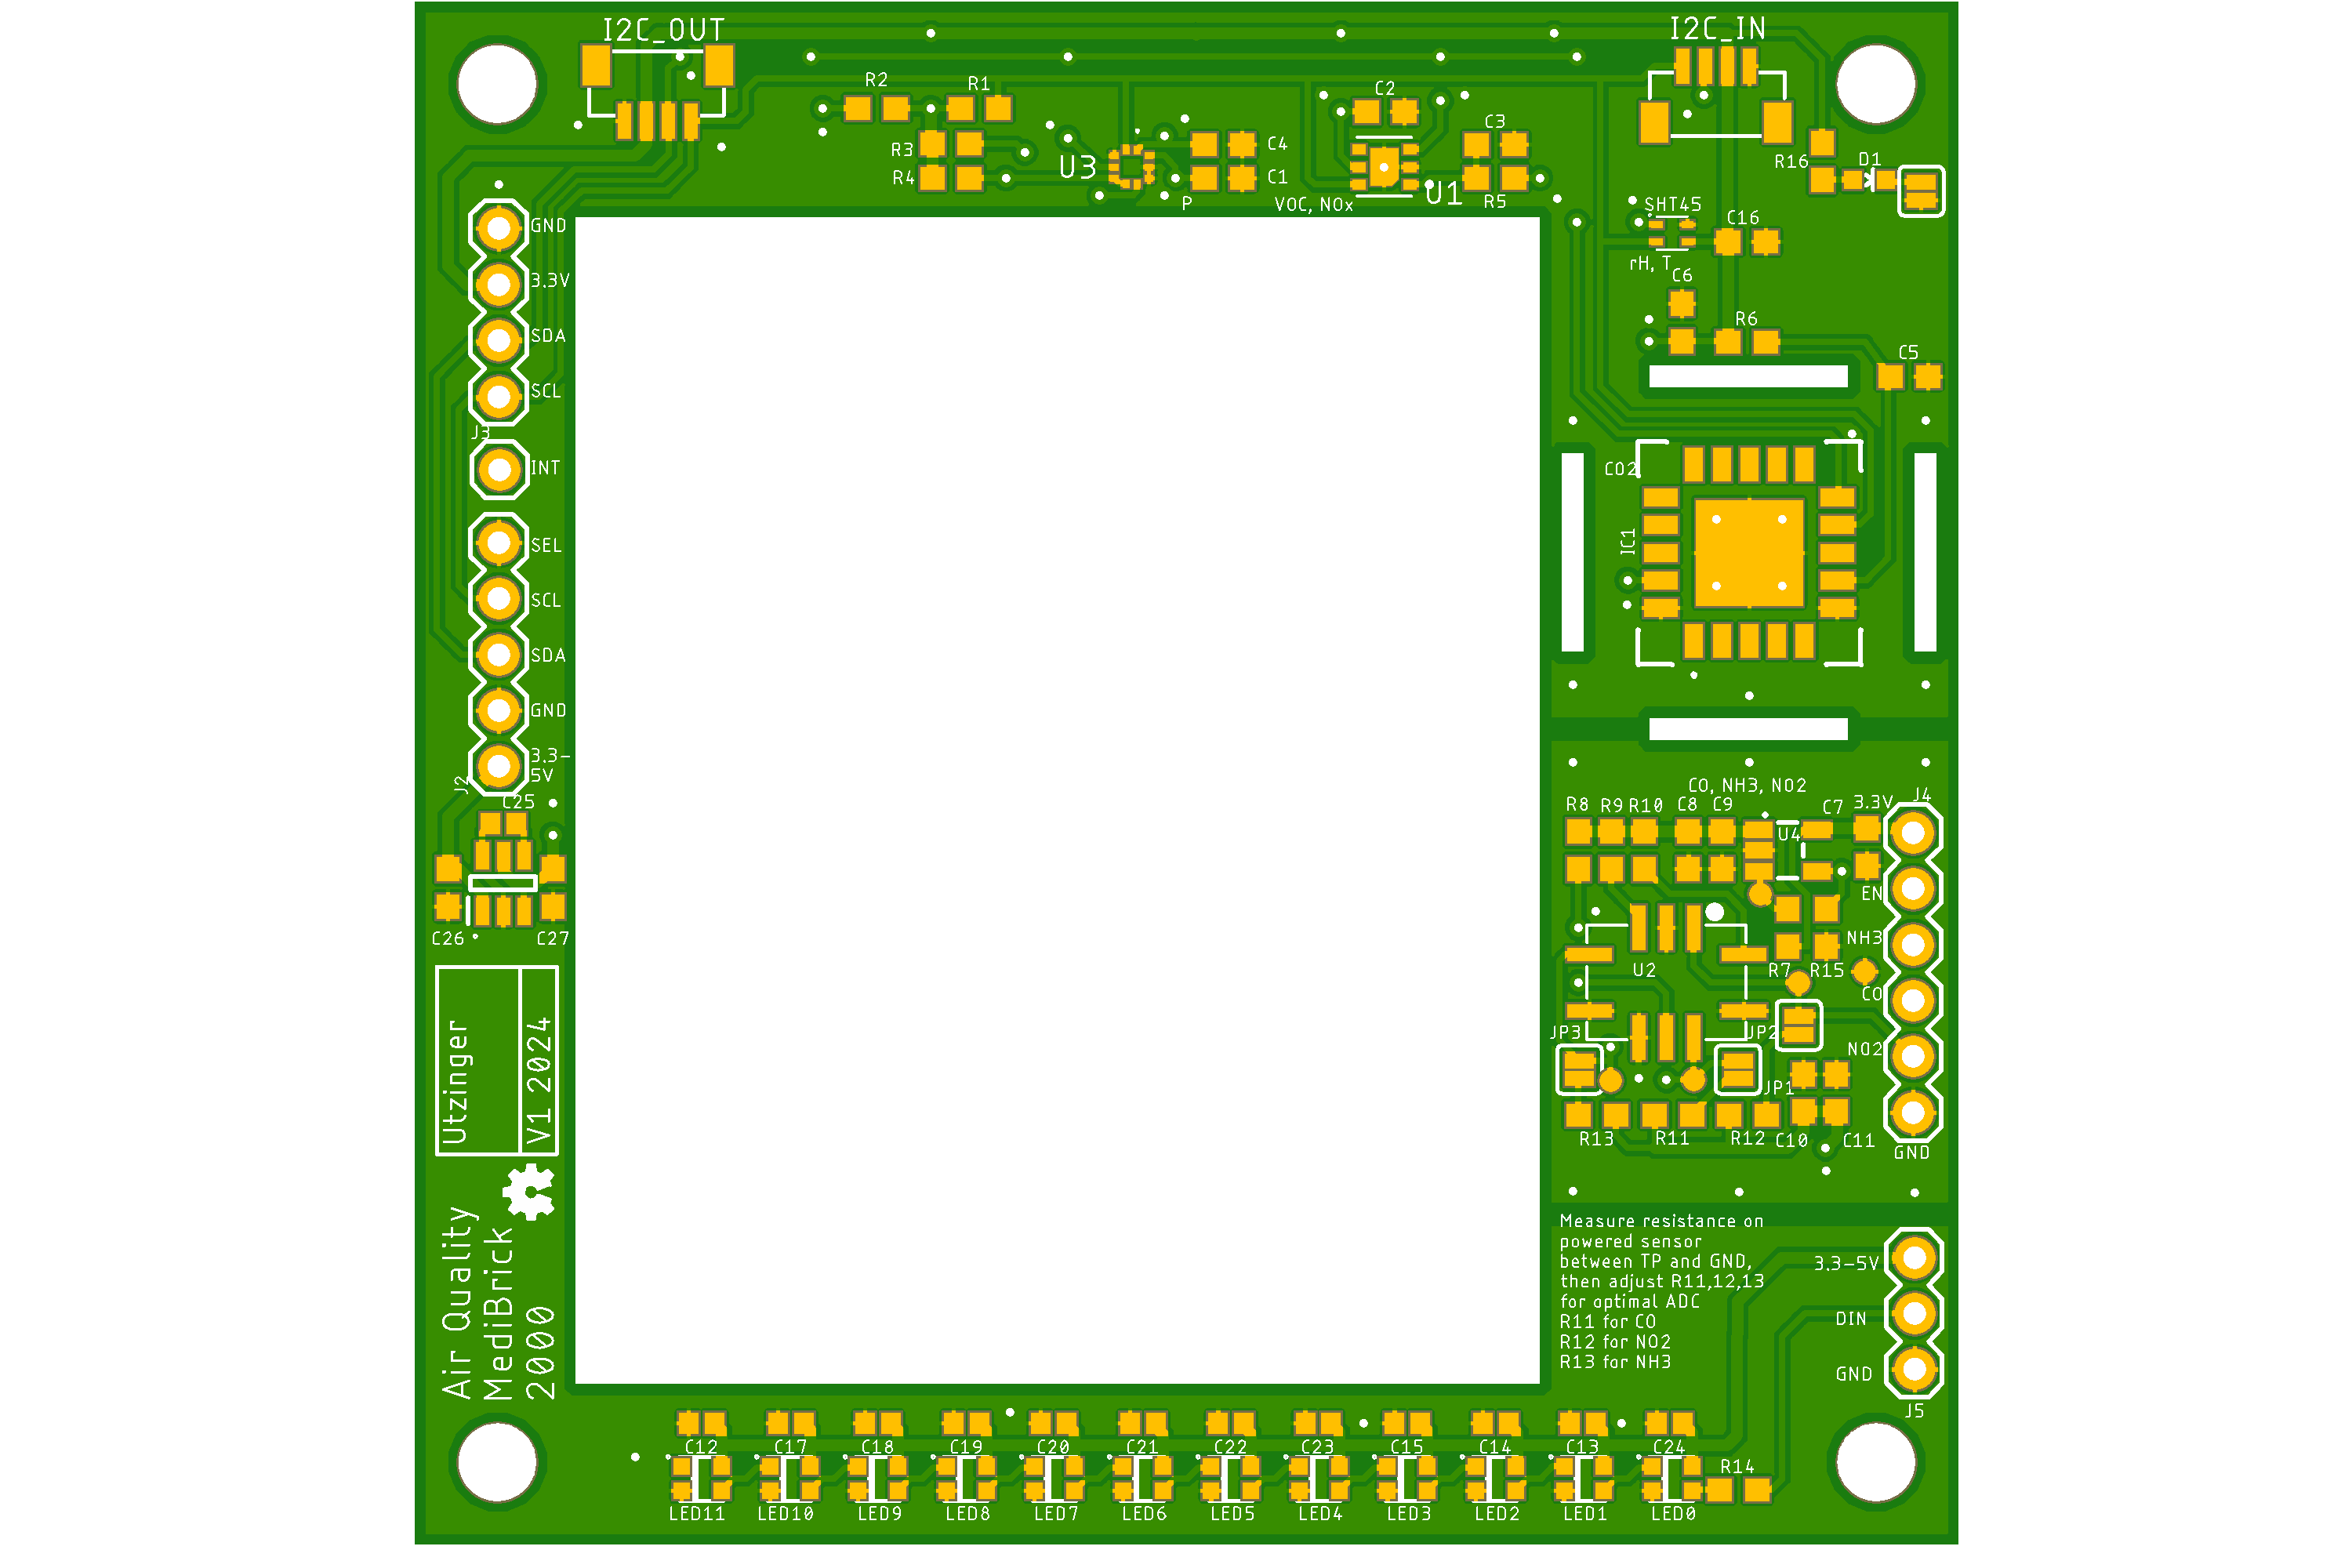 I2C_OUT
I2C_IN
R2
R1
C2
C3
R3
R4
U3
C4
C1
P
VOC, NOx
U1
R5
R16
D1
SHT45
C16
rH, T
C6
R6
C5
GND
3.3V
SDA
SCL
J3
INT
SEL
SCL
SDA
GND
3.3-
5V
J2
C25
C26
C27
CO2
IC1
CO, NH3, NO2
R8
R9
R10
C8
C9
U4
C7
3.3V
J4
EN
NH3
CO
NO2
GND
U2
R7
R15
JP3
JP2
JP1
R13
R11
R12
C10
C11
Utzinger
V1 2024
Air Quality
MediBrick
2000
Measure resistance on
powered sensor
between TP and GND,
then adjust R11,12,13
for optimal ADC
R11 for CO
R12 for NO2
R13 for NH3
3.3-5V
DIN
GND
J5
C12
C17
C18
C19
C20
C21
C22
C23
C15
C14
C13
C24
R14
LED11
LED10
LED9
LED8
LED7
LED6
LED5
LED4
LED3
LED2
LED1
LED0